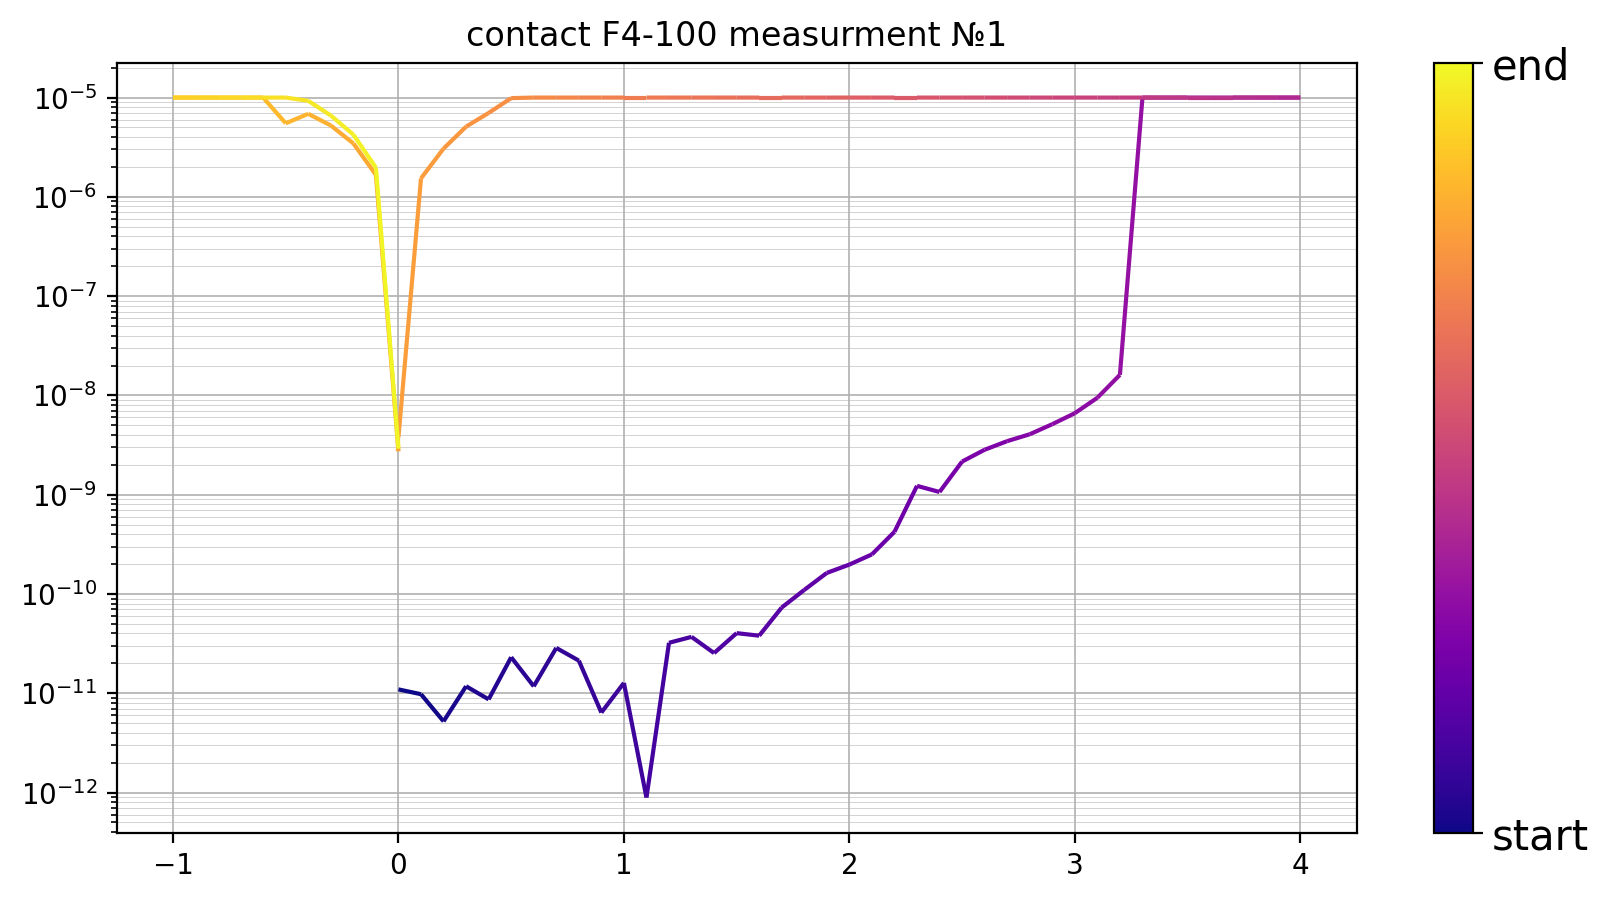 contact F4-100 measurment №1
end
10⁻⁵
10⁻⁶
10⁻⁷
10⁻⁸
10⁻⁹
10⁻¹⁰
10⁻¹¹
10⁻¹²
start
−1 0 1 2 3 4